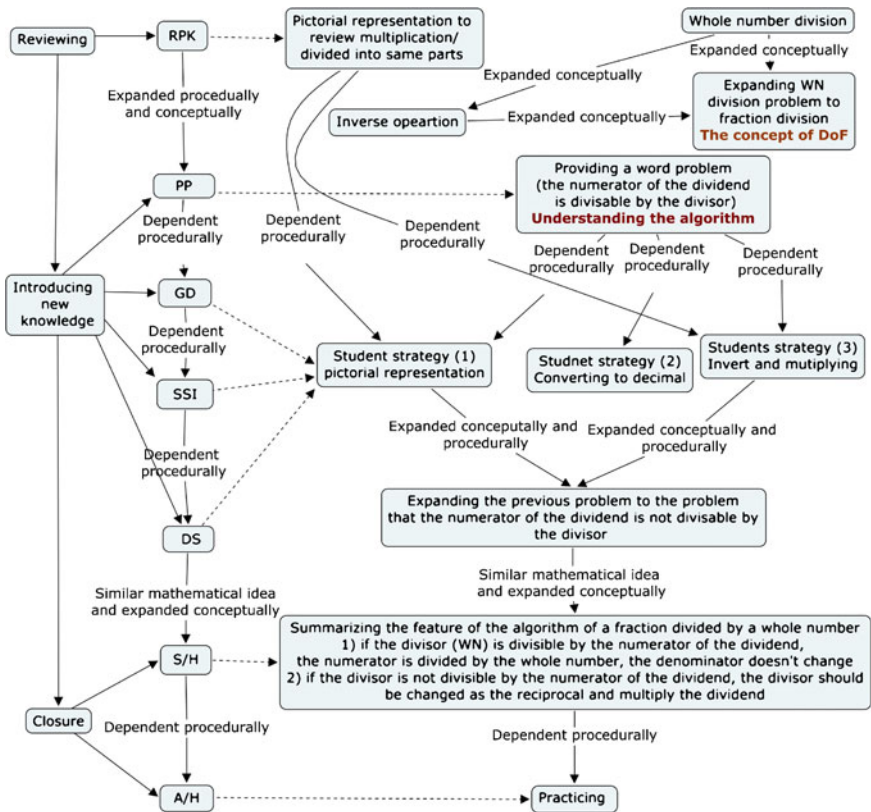 Reviewing
RPK
Pictorial representation to
review multiplication/
divided into same parts
Whole number division
Expanded conceptually
Expanded conceptually
Expanded procedually
and conceptually
Inverse opeartion
Expanded conceptually
Expanding WN
division problem to
fraction division
The concept of DoF
PP
Providing a word problem
(the numerator of the dividend
is divisable by the divisor)
Understanding the algorithm
Dependent
procedurally
Dependent
procedurally
Dependent
procedurally
Dependent
procedurally
Dependents
procedurally
Introducing
new
knowledge
GD
Dependent
procedurally
Student strategy (1)
pictorial representation
Studnet strategy (2)
Converting to decimal
Students strategy (3)
Invert and mutiplying
SSI
Expanded conceputally and
procedurally
Expanded conceptually and
procedurally
Dependent
procedurally
Expanding the previous problem to the problem
that the numerator of the dividend is not divisable by
the divisor
DS
Similar mathematical idea
and expanded conceptually
Similar mathematical idea
and expanded conceptually
Summarizing the feature of the algorithm of a fraction divided by a whole number
1) if the divisor (WN) is divisible by the numerator of the dividend,
the numerator is divided by the whole number, the denominator doesn't change
2) if the divisor is not divisible by the numerator of the dividend, the divisor should
be changed as the reciprocal and multiply the dividend
S/H
Closure
Dependent procedurally
Dependent procedurally
A/H
Practicing